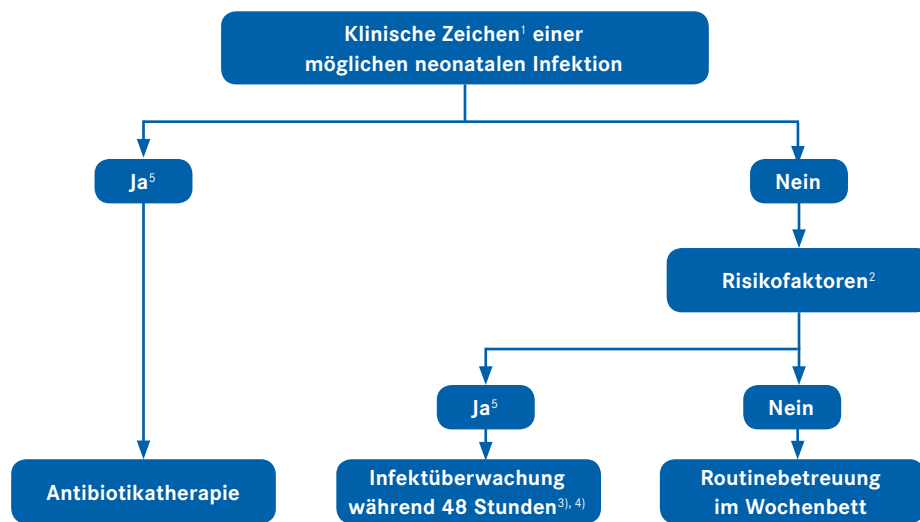 Klinische Zeichen¹ einer
möglichen neonatalen Infektion
Ja⁵
Nein
Risikofaktoren²
Ja⁵
Nein
Antibiotikatherapie
Infektüberwachung
während 48 Stunden³⁾, ⁴⁾
Routinebetreuung
im Wochenbett